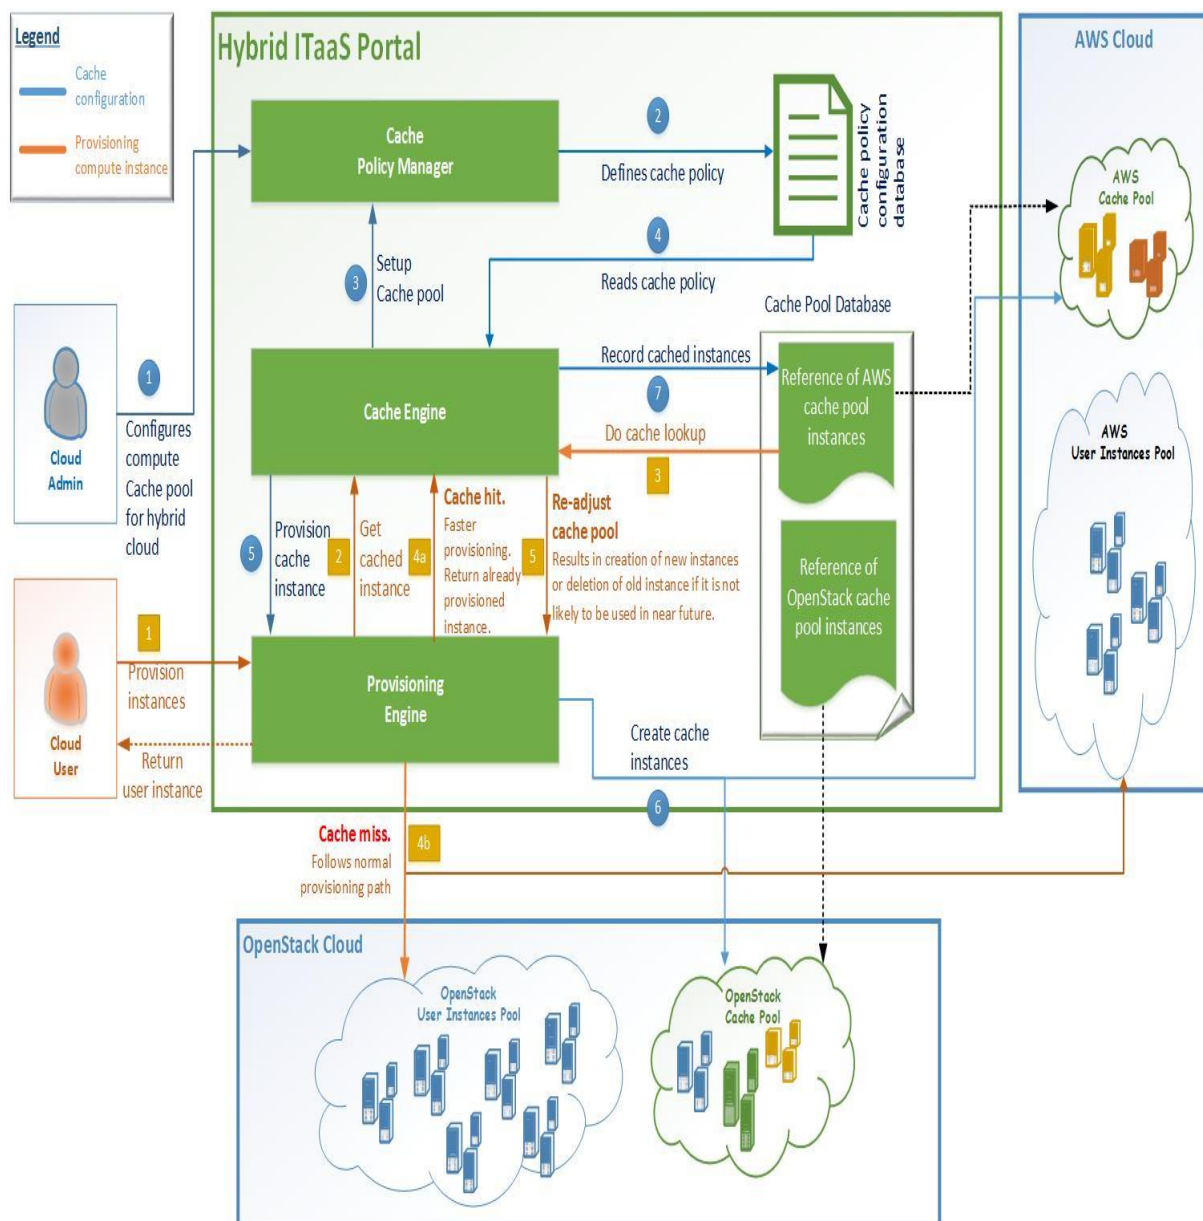 Legend
Cache
configuration
Provisioning
compute instance
Hybrid ITaaS Portal
AWS Cloud
Cache
Policy Manager
2
Defines cache policy
Cache policy
configuration
database
AWS
Cache Pool
3
Setup
Cache pool
4
Reads cache policy
Cache Pool Database
1
Configures
compute
Cache pool
for hybrid
cloud
Cloud
Admin
Cache Engine
Record cached instances
7
Do cache lookup
3
Reference of AWS
cache pool
instances
AWS
User Instances Pool
5
Provision
cache
instance
2
Get
cached
instance
4a
Cache hit.
Faster
provisioning.
Return already
provisioned
instance.
5
Re-adjust
cache pool
Results in creation of new instances
or deletion of old instance if it is not
likely to be used in near future.
Reference of
OpenStack cache
pool instances
1
Provision
instances
Cloud
User
Return
user instance
Provisioning
Engine
Create cache
instances
6
Cache miss.
4b
Follows normal
provisioning path
OpenStack Cloud
OpenStack
User Instances Pool
OpenStack
Cache Pool